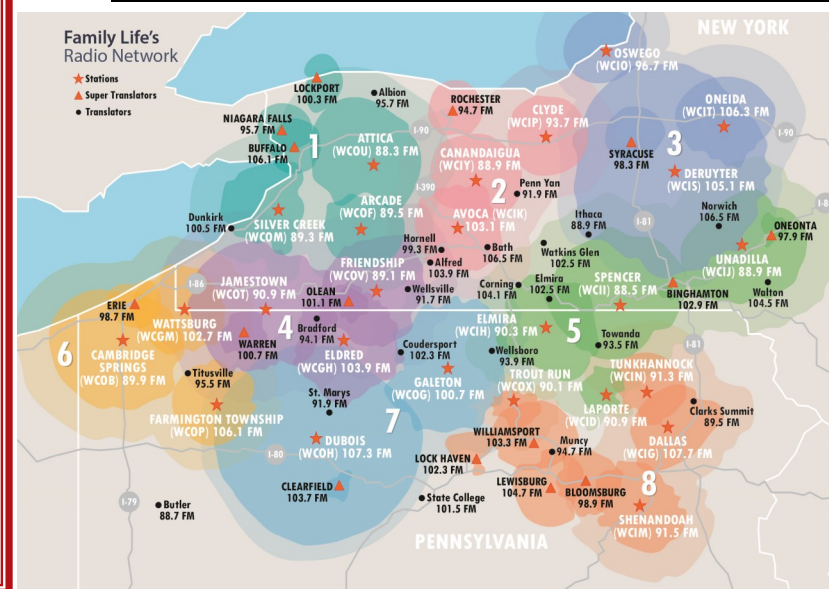 Family Life's
Radio Network
Stations
Super Translators
Translators
NEW YORK
OSWEGO
(WCIO) 96.7 FM
LOCKPORT
100.3 FM
Albion
95.7 FM
ROCHESTER
94.7 FM
CLYDE
(WCIP) 93.7 FM
ONEIDA
(WCIT) 106.3 FM
NIAGARA FALLS
95.7 FM
BUFFALO
106.1 FM
1
ATTICA
(WCOU) 88.3 FM
I-90
CANANDAIGUA
(WCIY) 88.9 FM
3
I-90
SYRACUSE
98.3 FM
DERUYTER
(WCIS) 105.1 FM
I-390
2
Penn Yan
91.9 FM
ARCADE
(WCOF) 89.5 FM
AVOCA (WCIK)
103.1 FM
Dunkirk
100.5 FM
SILVER CREEK
(WCOM) 89.3 FM
Ithaca
88.9 FM
I-81
Norwich
106.5 FM
I-8
ONEONTA
97.9 FM
Hornell
99.3 FM
Bath
106.5 FM
Watkins Glen
102.5 FM
UNADILLA
(WCIJ) 88.9 FM
Alfred
103.9 FM
FRIENDSHIP
(WCOV) 89.1 FM
I-86
JAMESTOWN
(WCOT) 90.9 FM
OLEAN
101.1 FM
Wellsville
91.7 FM
Corning
104.1 FM
Elmira
102.5 FM
SPENCER
(WCII) 88.5 FM
BINGHAMTON
102.9 FM
Walton
104.5 FM
ERIE
98.7 FM
WATTSBURG
(WCGM) 102.7 FM
4
Bradford
94.1 FM
WARREN
100.7 FM
ELMIRA
(WCIH) 90.3 FM
5
6
CAMBRIDGE
SPRINGS
(WCOB) 89.9 FM
ELDRED
(WCGH) 103.9 FM
Coudersport
102.3 FM
Wellsboro
93.9 FM
Towanda
93.5 FM
I-81
Titusville
95.5 FM
GALETON
(WCOG) 100.7 FM
TROUT RUN
(WCOX) 90.1 FM
TUNKHANNOCK
(WCIN) 91.3 FM
St. Marys
91.9 FM
FARMINGTON TOWNSHIP
(WCOP) 106.1 FM
7
LAPORTE
(WCID) 90.9 FM
Clarks Summit
89.5 FM
DUBOIS
(WCOH) 107.3 FM
WILLIAMSPORT
103.3 FM
Muncy
94.7 FM
DALLAS
(WCIG) 107.7 FM
I-80
LOCK HAVEN
102.3 FM
CLEARFIELD
103.7 FM
LEWISBURG
104.7 FM
BLOOMSBURG
98.9 FM
8
I-79
Butler
88.7 FM
State College
101.5 FM
SHENANDOAH
(WCIM) 91.5 FM
PENNSYLVANIA